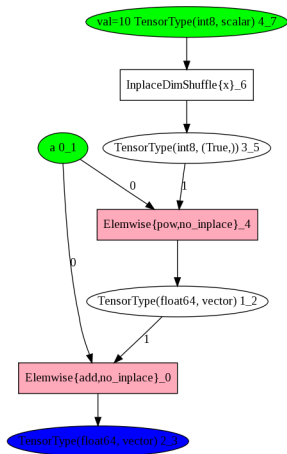 val=10 TensorType(int8, scalar) 4_7
InplaceDimShuffle{x}_6
a 0_1
TensorType(int8, (True,)) 3_5
0
1
Elemwise{pow,no_inplace}_4
0
TensorType(float64, vector) 1_2
1
Elemwise{add,no_inplace}_0
TensorType(float64, vector) 2_3